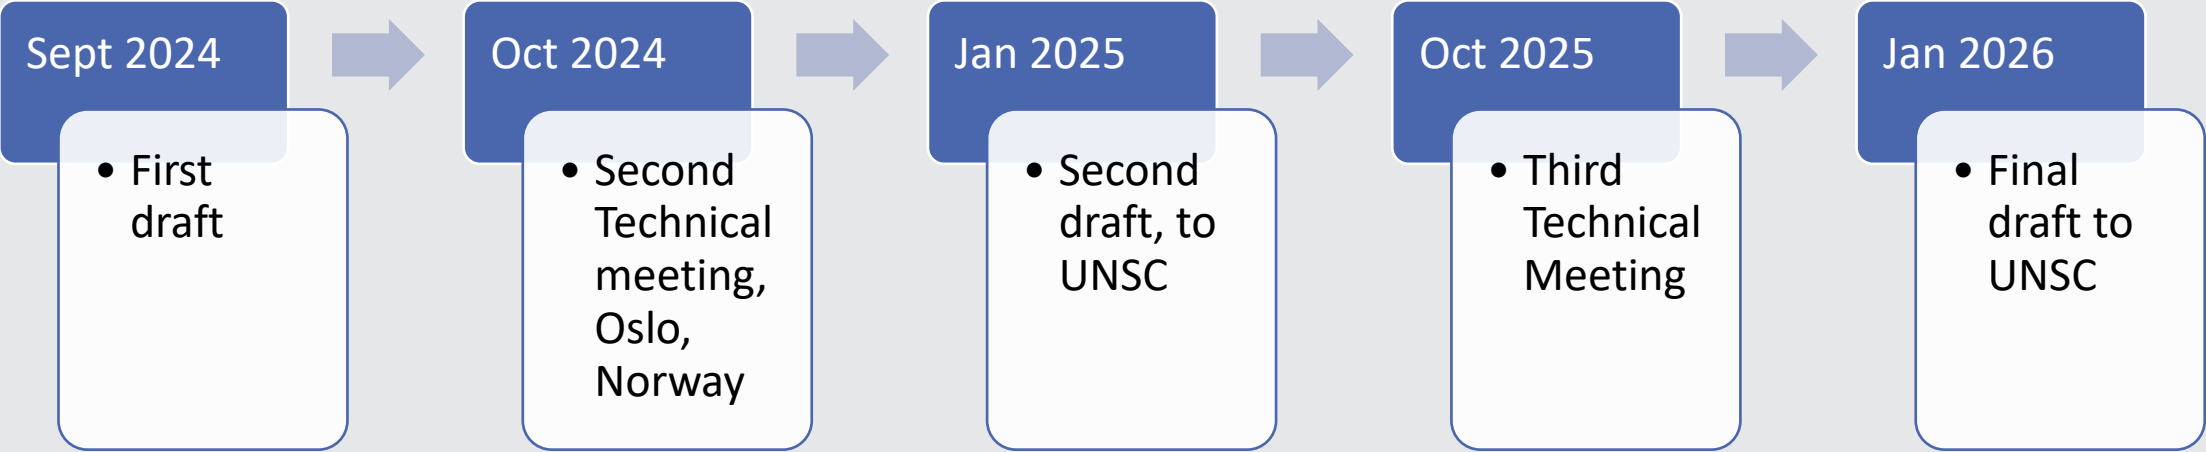 Sept 2024
• First
draft
Oct 2024
• Second
Technical
meeting,
Oslo,
Norway
Jan 2025
• Second
draft, to
UNSC
Oct 2025
• Third
Technical
Meeting
Jan 2026
• Final
draft to
UNSC